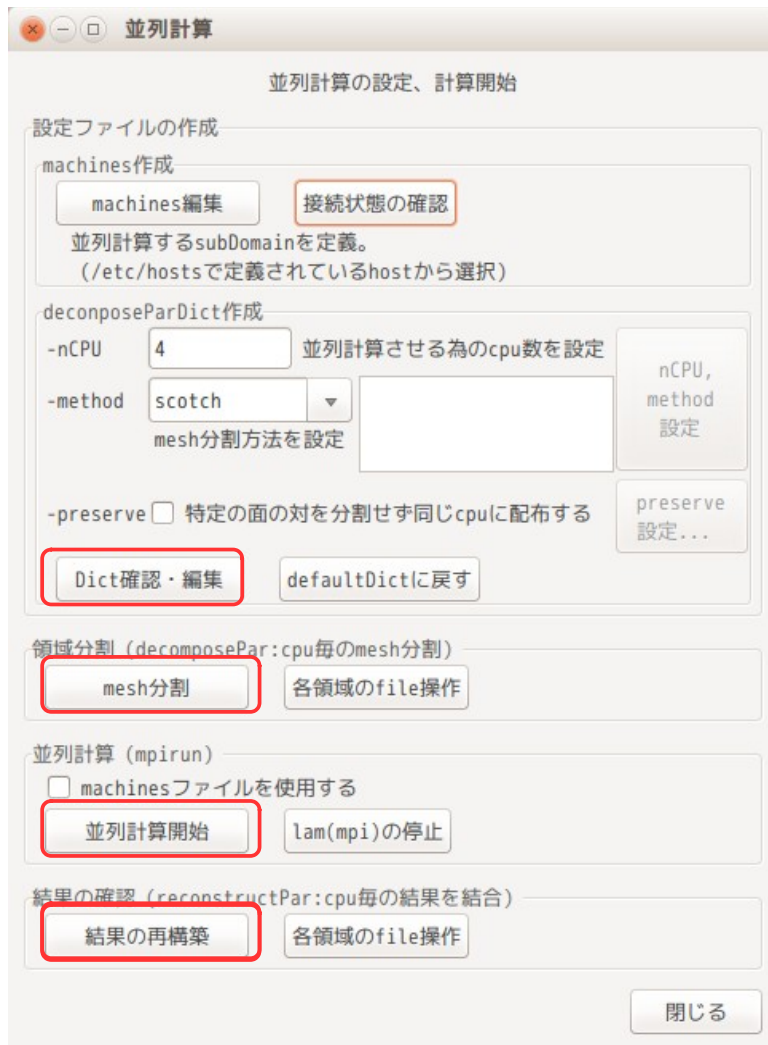 並列計算
並列計算の設定、計算開始
設定ファイルの作成
machines作成
machines編集 接続状態の確認
並列計算するsubDomainを定義。
(/etc/hostsで定義されているhostから選択)
deconposeParDict作成
-nCPU 4 並列計算させる為のcpu数を設定
-method scotch
mesh分割方法を設定
nCPU,
method
設定
-preserve 特定の面の対を分割せず同じcpuに配布する
preserve
設定...
Dict確認・編集 defaultDictに戻す
領域分割 (decomposePar:cpu毎のmesh分割)
mesh分割 各領域のfile操作
並列計算 (mpirun)
machinesファイルを使用する
並列計算開始 lam(mpi)の停止
結果の確認 (reconstructPar:cpu毎の結果を結合)
結果の再構築 各領域のfile操作
閉じる